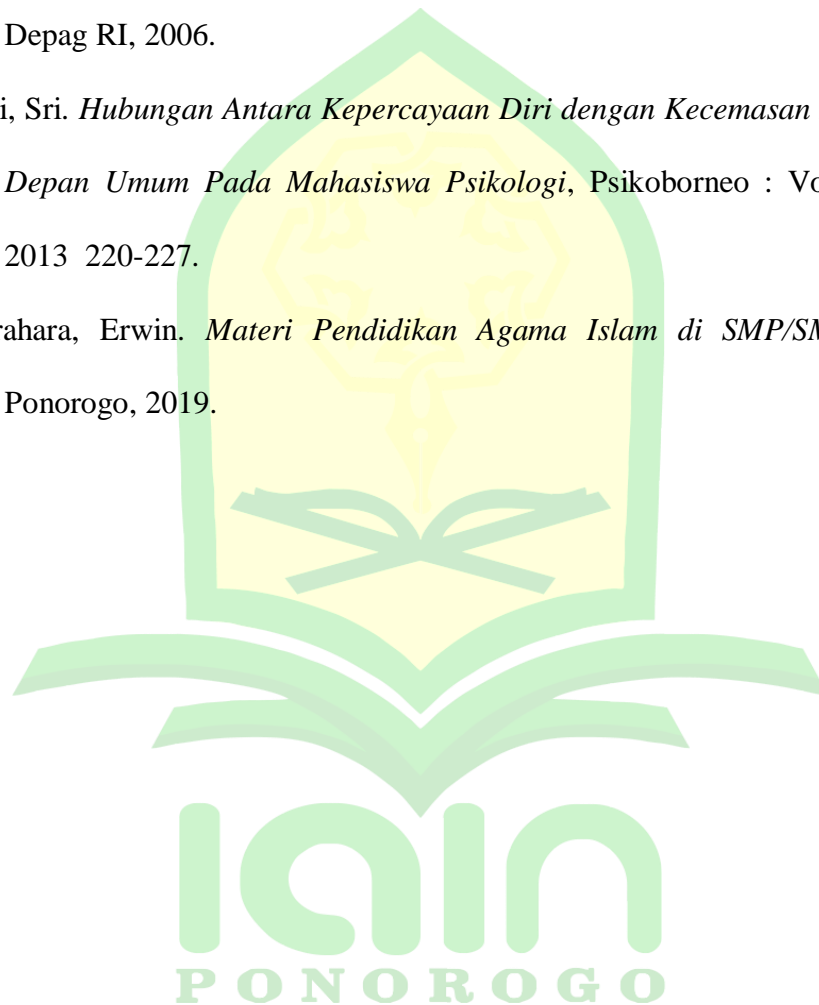 Depag RI, 2006.
i, Sri. Hubungan Antara Kepercayaan Diri dengan Kecemasan
Depan Umum Pada Mahasiswa Psikologi, Psikoborneo : Vo
2013 220-227.
rahara, Erwin. Materi Pendidikan Agama Islam di SMP/SM
Ponorogo, 2019.
IAIN
PONOROGO